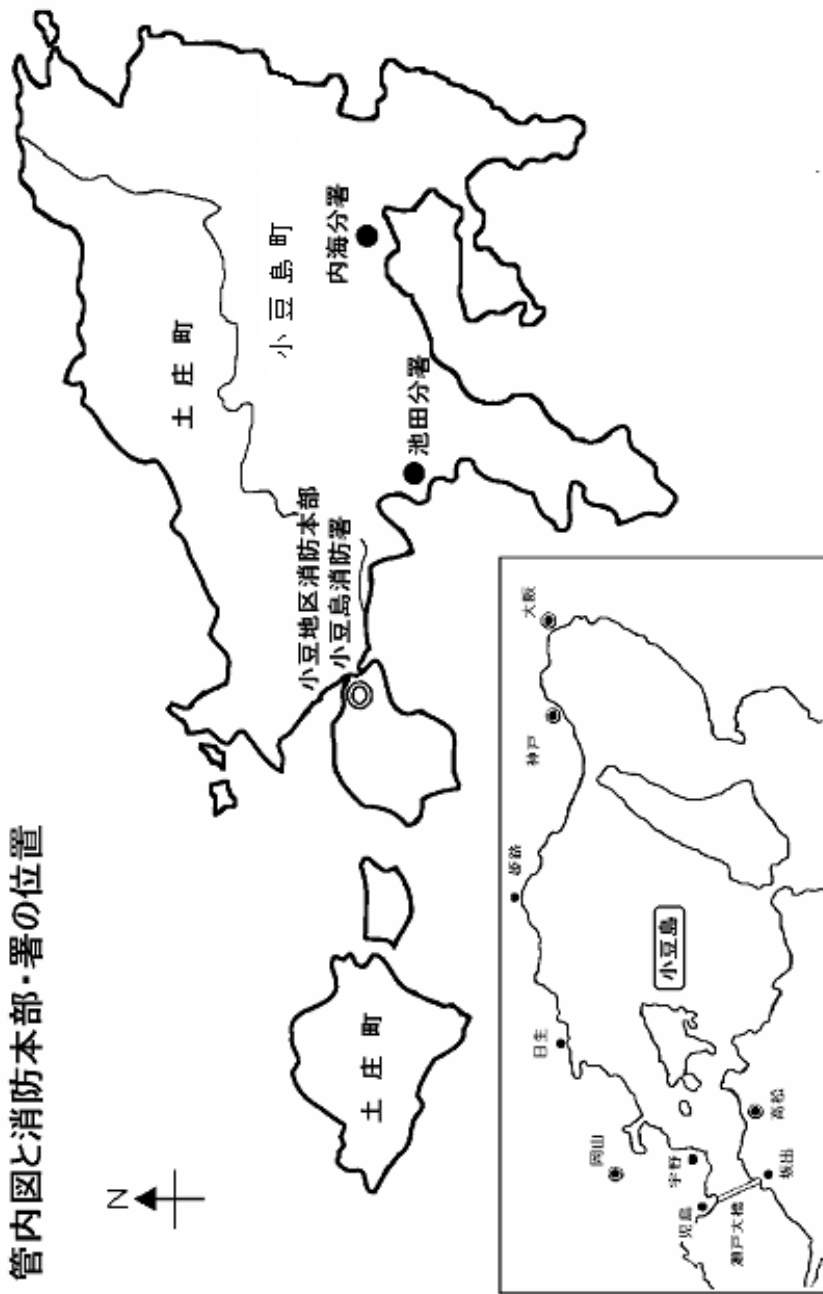 管内図と消防本部・署の位置
N
土 庄 町
小 豆 島 町
内海分署
池田分署
小豆地区消防本部
小豆島消防署
土 庄 町
大阪
神戸
姫路
小豆島
日生
岡山
高松
宇野
児島
坂出
瀬戸大橋